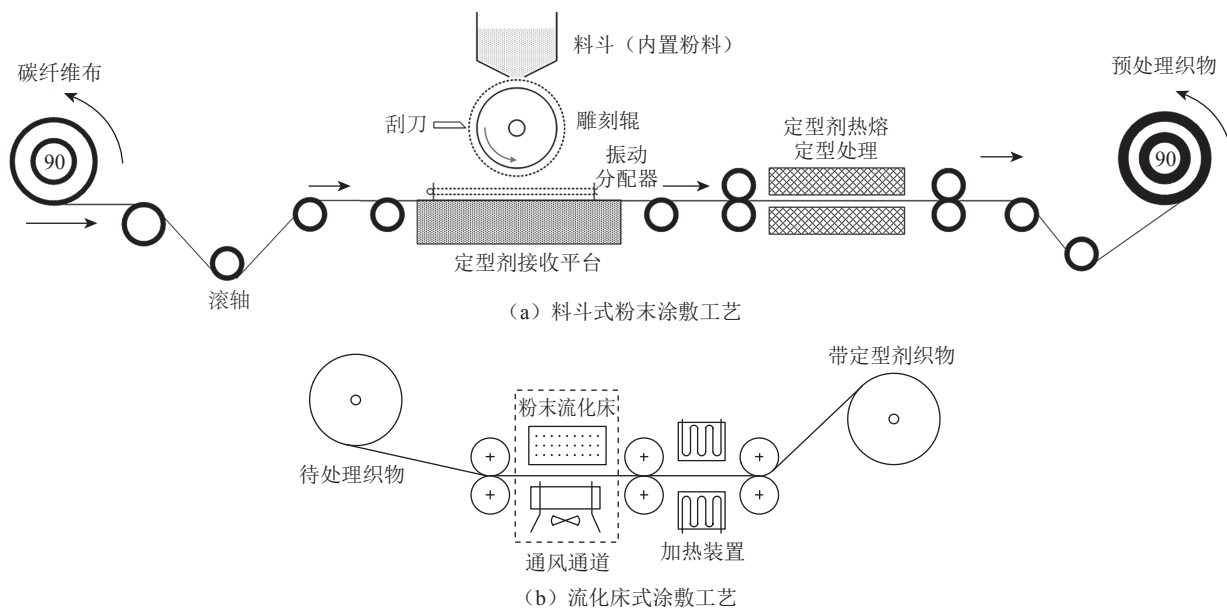 料斗（内置粉料）
碳纤维布
预处理织物
刮刀
雕刻辊
定型剂热熔
定型处理
振动
分配器
90
90
定型剂接收平台
滚轴
（a）料斗式粉末涂敷工艺
带定型剂织物
粉末流化床
待处理织物
通风通道
加热装置
（b）流化床式涂敷工艺